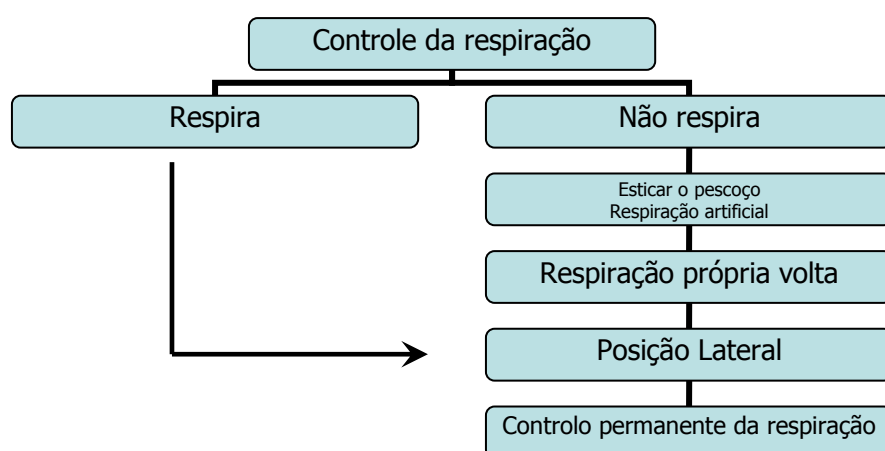 Controle da respiração
Respira
Não respira
Esticar o pescoço
Respiração artificial
Respiração própria volta
Posição Lateral
Controlo permanente da respiração